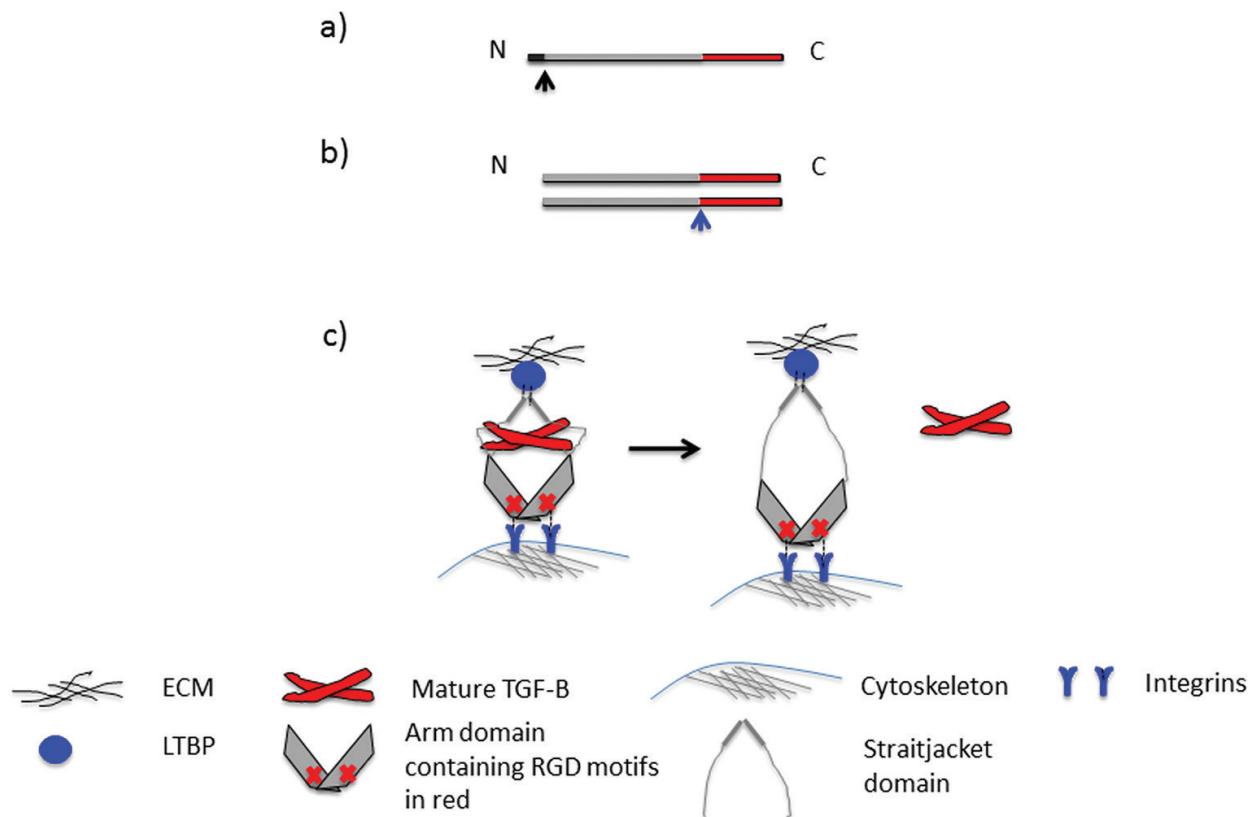 a)
N C
b)
N C
c)
ECM
Mature TGF-B
Cytoskeleton
Integrins
LTBP
Arm domain
containing RGD motifs
in red
Straitjacket
domain